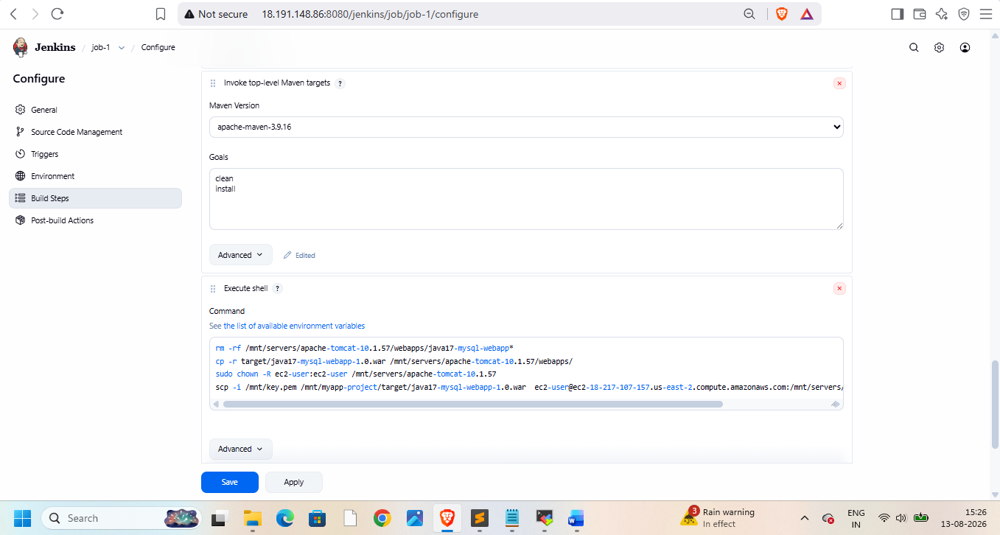 Not secure 18.191.148.86:8080/jenkins/job/job-1/configure
Jenkins / job-1 / Configure
Configure
General
Source Code Management
Triggers
Environment
Build Steps
Post-build Actions
Invoke top-level Maven targets ?
Maven Version
apache-maven-3.9.16
Goals
clean
install
Advanced Edited
Execute shell ?
Command
See the list of available environment variables
rm -rf /mnt/servers/apache-tomcat-10.1.57/webapps/java17-mysql-webapp*
cp -r target/java17-mysql-webapp-1.0.war /mnt/servers/apache-tomcat-10.1.57/webapps/
sudo chown -R ec2-user:ec2-user /mnt/servers/apache-tomcat-10.1.57
scp -i /mnt/key.pem /mnt/myapp-project/target/java17-mysql-webapp-1.0.war  ec2-user@ec2-18-217-107-157.us-east-2.compute.amazonaws.com:/mnt/servers/
Advanced
Save Apply
Search
3 Rain warning
In effect
ENG
IN
15:26
13-08-2026